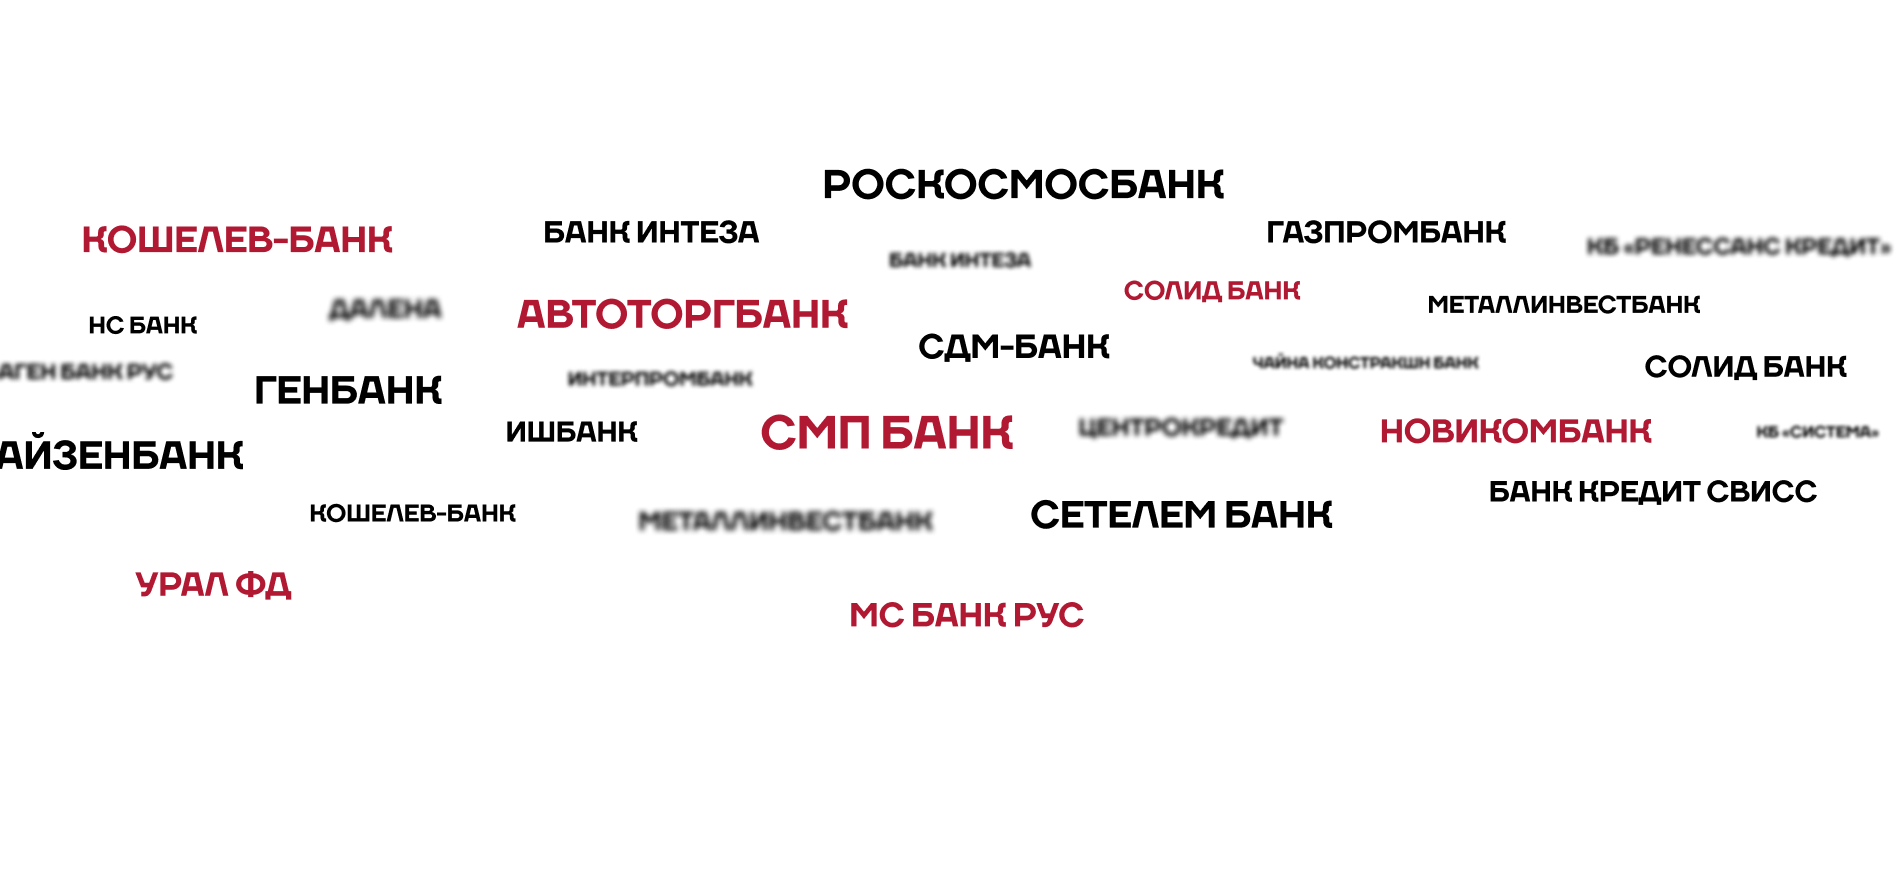 РОСКОСМОСБАНК
КОШЕЛЕВ-БАНК
БАНК ИНТЕЗА
ГАЗПРОМБАНК
КБ «РЕНЕССАНС КРЕДИТ»
БАНК ИНТЕЗА
СОЛИД БАНК
МЕТАЛЛИНВЕСТБАНК
ДАЛЕНА
АВТОТОРГБАНК
НС БАНК
СДМ-БАНК
ЧАЙНА КОНСТРАКШН БАНК
СОЛИД БАНК
АГЕН БАНК РУС
ГЕНБАНК
ИНТЕРПРОМБАНК
ИШБАНК
СМП БАНК
ЦЕНТРОКРЕДИТ
НОВИКОМБАНК
КБ «СИСТЕМА»
АЙЗЕНБАНК
БАНК КРЕДИТ СВИСС
КОШЕЛЕВ-БАНК
МЕТАЛЛИНВЕСТБАНК
СЕТЕЛЕМ БАНК
УРАЛ ФД
МС БАНК РУС